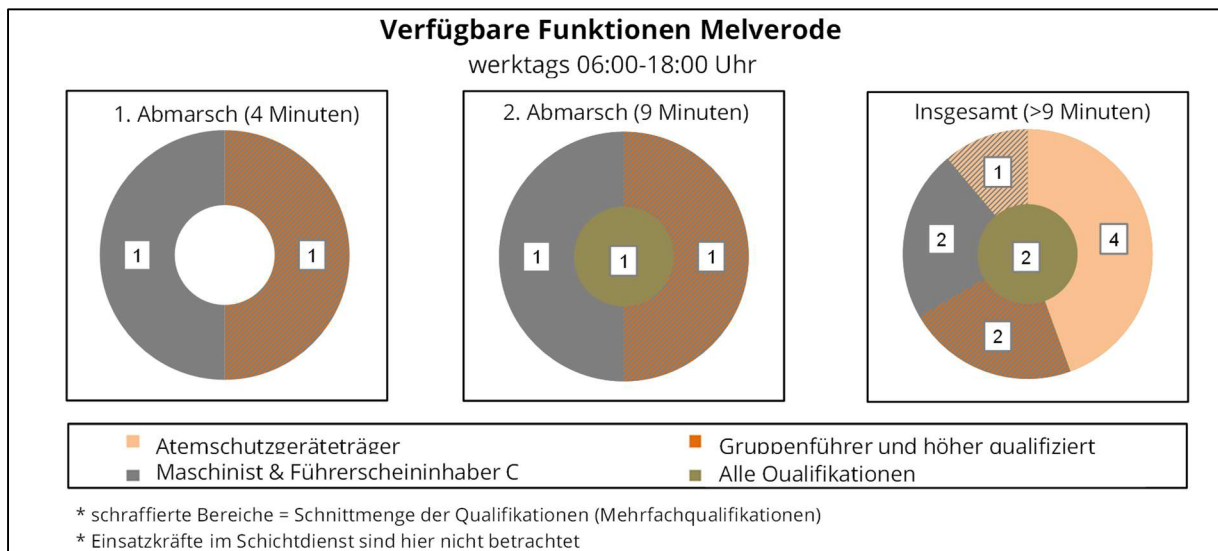 Verfügbare Funktionen Melverode
werktags 06:00-18:00 Uhr
1. Abmarsch (4 Minuten)
1
1
2. Abmarsch (9 Minuten)
1
1
1
Insgesamt (>9 Minuten)
1
2
4
2
2
Atemschutzgeräteträger
Gruppenführer und höher qualifiziert
Maschinist & Führerscheininhaber C
Alle Qualifikationen
* schraffierte Bereiche = Schnittmenge der Qualifikationen (Mehrfachqualifikationen)
* Einsatzkräfte im Schichtdienst sind hier nicht betrachtet